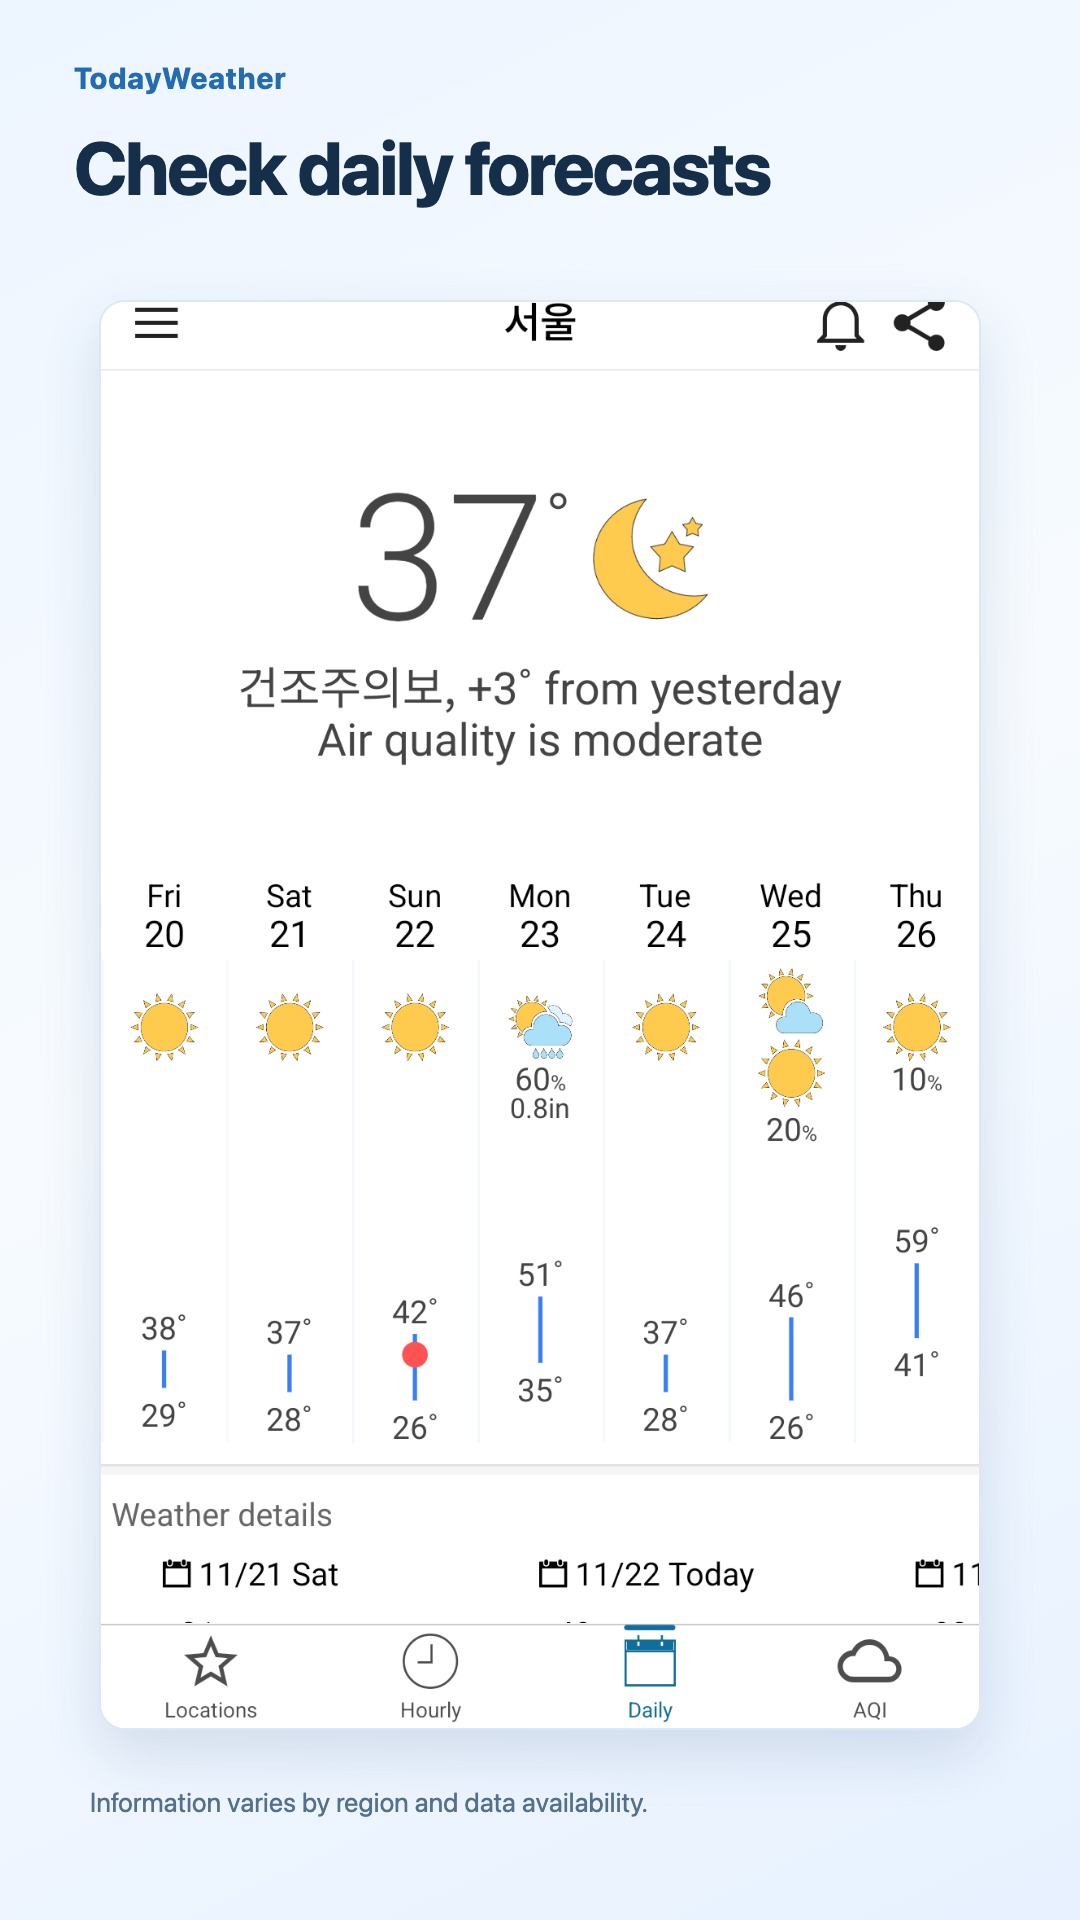 TodayWeather
Check daily forecasts
서울
37°
건조주의보, +3° from yesterday
Air quality is moderate
Fri Sat Sun Mon Tue Wed Thu
20 21 22 23 24 25 26
60% 10%
0.8in
20%
59°
51°
46°
42°
38° 37° 37°
41°
35°
29° 28° 26° 28° 26°
Weather details
11/21 Sat 11/22 Today 11
Locations Hourly Daily AQI
Information varies by region and data availability.